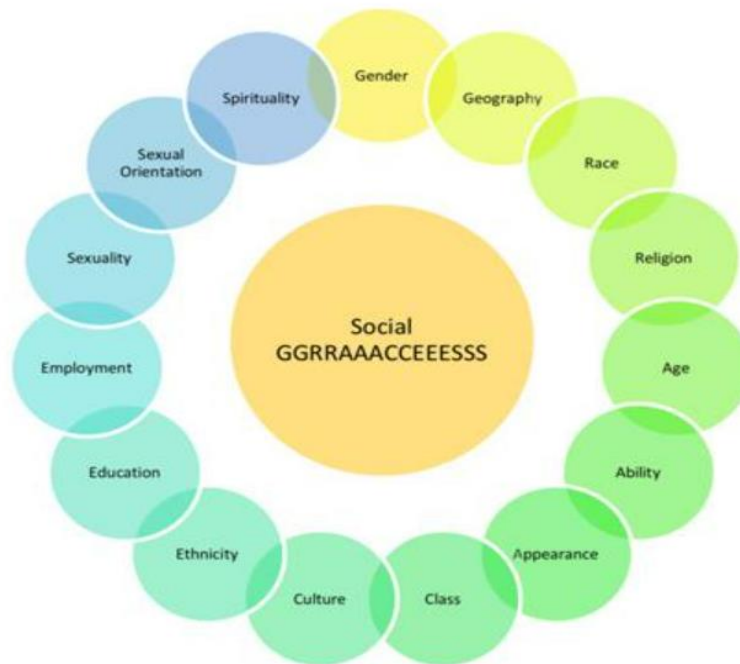 Gender
Geography
Race
Religion
Age
Ability
Appearance
Class
Culture
Ethnicity
Education
Employment
Sexuality
Sexual
Orientation
Spirituality
Social
GGRRAAACCEEESSS